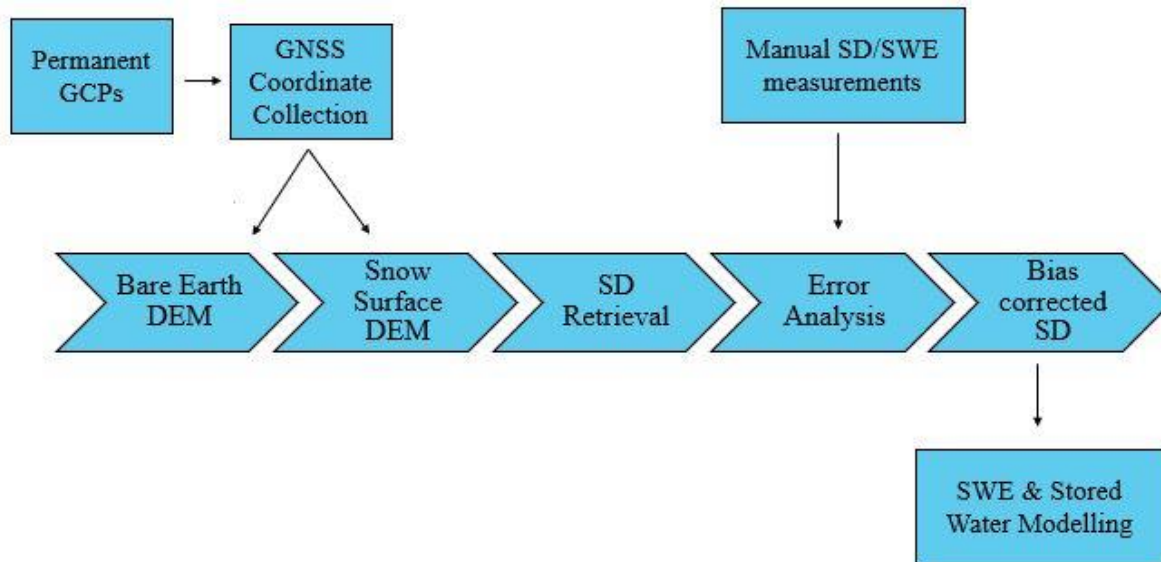 Permanent
GCPs
GNSS
Coordinate
Collection
Manual SD/SWE
measurements
Bare Earth
DEM
Snow
Surface
DEM
SD
Retrieval
Error
Analysis
Bias
corrected
SD
SWE & Stored
Water Modelling